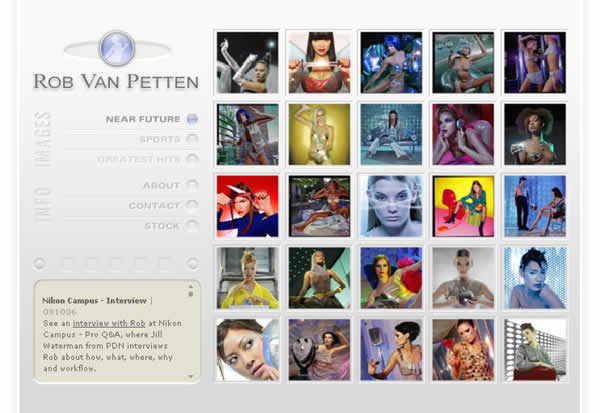 ROB VAN PETTEN
IMAGES
NEAR FUTURE
SPORTS
GREATEST HITS
INFO
ABOUT
CONTACT
STOCK
Nikon Campus - Interview |
091006
See an interview with Rob at Nikon
Campus - Pro Q&A, where Jill
Waterman from PDN interviews
Rob about how, what, where, why
and workflow.